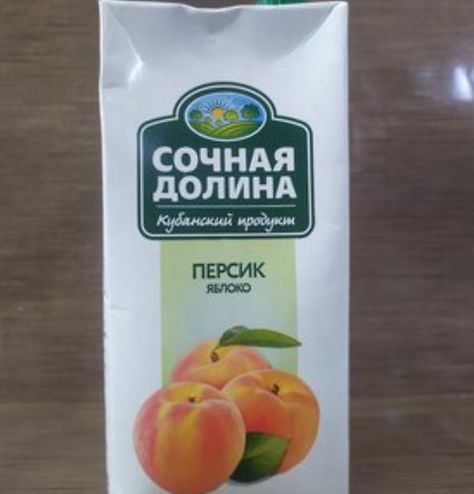 СОЧНАЯ
ДОЛИНА
Кубанский продукт
ПЕРСИК
ЯБЛОКО